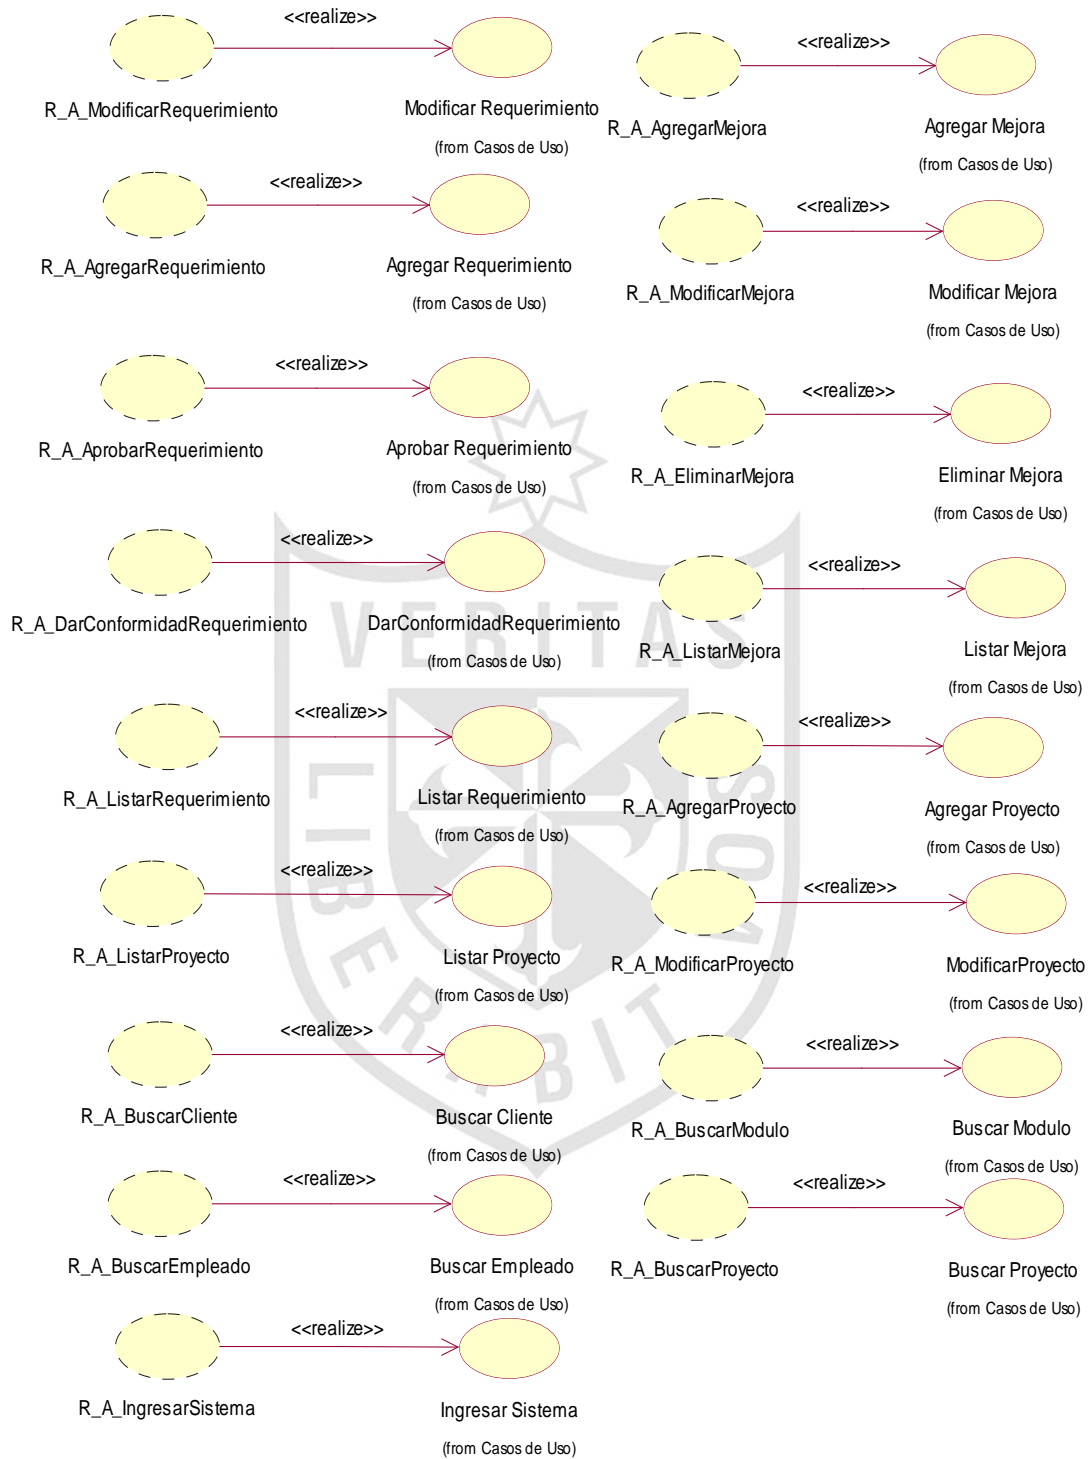 <<realize>>
R_A_ModificarRequerimiento
Modificar Requerimiento
(from Casos de Uso)
<<realize>>
R_A_AgregarRequerimiento
Agregar Requerimiento
(from Casos de Uso)
<<realize>>
R_A_AprobarRequerimiento
Aprobar Requerimiento
(from Casos de Uso)
<<realize>>
R_A_DarConformidadRequerimiento
DarConformidadRequerimiento
(from Casos de Uso)
<<realize>>
R_A_ListarRequerimiento
Listar Requerimiento
(from Casos de Uso)
<<realize>>
R_A_ListarProyecto
Listar Proyecto
(from Casos de Uso)
<<realize>>
R_A_BuscarCliente
Buscar Cliente
(from Casos de Uso)
<<realize>>
R_A_BuscarEmpleado
Buscar Empleado
(from Casos de Uso)
<<realize>>
R_A_IngresarSistema
Ingresar Sistema
(from Casos de Uso)
<<realize>>
R_A_AgregarMejora
Agregar Mejora
(from Casos de Uso)
<<realize>>
R_A_ModificarMejora
Modificar Mejora
(from Casos de Uso)
<<realize>>
R_A_EliminarMejora
Eliminar Mejora
(from Casos de Uso)
<<realize>>
R_A_ListarMejora
Listar Mejora
(from Casos de Uso)
<<realize>>
R_A_AgregarProyecto
Agregar Proyecto
(from Casos de Uso)
<<realize>>
R_A_ModificarProyecto
ModificarProyecto
(from Casos de Uso)
<<realize>>
R_A_BuscarModulo
Buscar Modulo
(from Casos de Uso)
<<realize>>
R_A_BuscarProyecto
Buscar Proyecto
(from Casos de Uso)
VERITAS
LIBERABIT
VOS